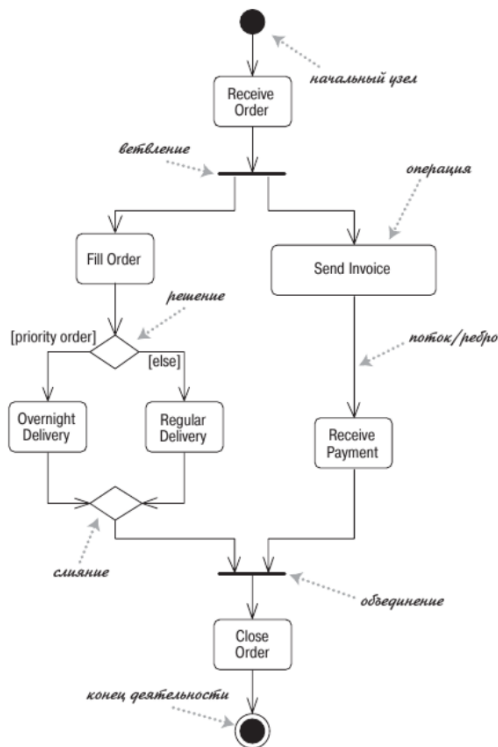 начальный узел
Receive
Order
ветвление
операция
Fill Order
Send Invoice
решение
[priority order]
[else]
поток/ребро
Overnight
Delivery
Regular
Delivery
Receive
Payment
слияние
объединение
Close
Order
конец деятельности